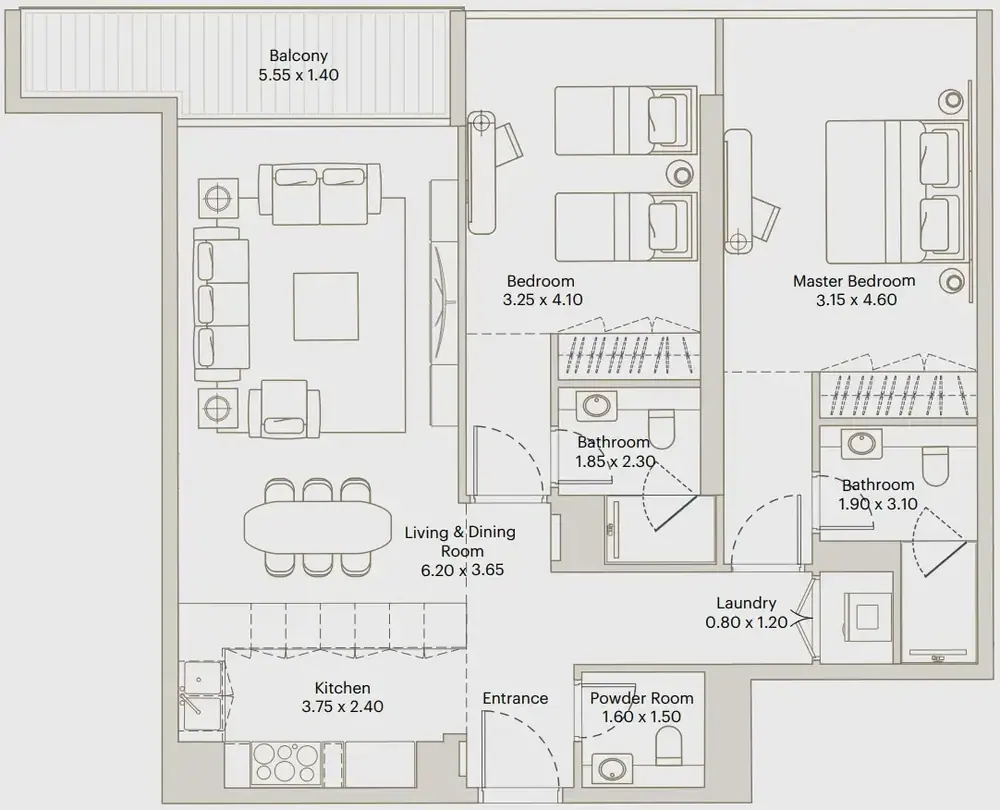 Balcony
5.55 x 1.40
Bedroom
3.25 x 4.10
Master Bedroom
3.15 x 4.60
Bathroom
1.85 x 2.30
Bathroom
1.90 x 3.10
Living & Dining
Room
6.20 x 3.65
Laundry
0.80 x 1.20
Kitchen
3.75 x 2.40
Entrance
Powder Room
1.60 x 1.50